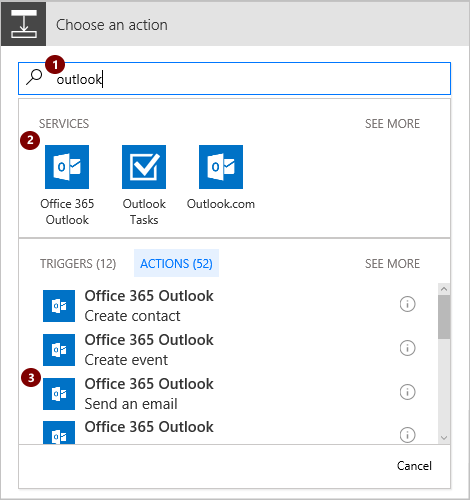 Choose an action
1
outlook
SERVICES SEE MORE
2
Office 365 Outlook Outlook Tasks Outlook.com
TRIGGERS (12) ACTIONS (52) SEE MORE
Office 365 Outlook
Create contact
Office 365 Outlook
Create event
3
Office 365 Outlook
Send an email
Office 365 Outlook
Cancel